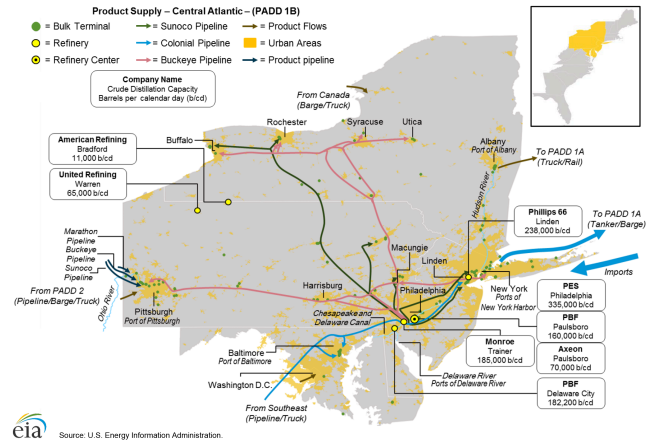 Product Supply – Central Atlantic – (PADD 1B)
= Bulk Terminal
= Sunoco Pipeline
= Product Flows
= Refinery
= Colonial Pipeline
= Urban Areas
= Refinery Center
= Buckeye Pipeline
= Product pipeline
Company Name
Crude Distillation Capacity
Barrels per calendar day (b/cd)
From Canada
(Barge/Truck)
Rochester
Syracuse
Utica
Buffalo
Albany
Port of Albany
To PADD 1A
(Truck/Rail)
American Refining
Bradford
11,000 b/cd
United Refining
Warren
65,000 b/cd
Hudson River
Phillips 66
Linden
238,000 b/cd
To PADD 1A
(Tanker/Barge)
Marathon
Pipeline
Buckeye
Pipeline
Sunoco
Pipeline
Macungie
Linden
Imports
From PADD 2
(Pipeline/Barge/Truck)
Ohio River
Pittsburgh
Port of Pittsburgh
Harrisburg
Philadelphia
New York
Ports of
New York Harbor
PES
Philadelphia
335,000 b/cd
Chesapeake and
Delaware Canal
PBF
Paulsboro
160,000 b/cd
Monroe
Trainer
185,000 b/cd
Axeon
Paulsboro
70,000 b/cd
Baltimore
Port of Baltimore
Washington D.C.
Delaware River
Ports of Delaware River
PBF
Delaware City
182,200 b/cd
From Southeast
(Pipeline/Truck)
eia
Source: U.S. Energy Information Administration.